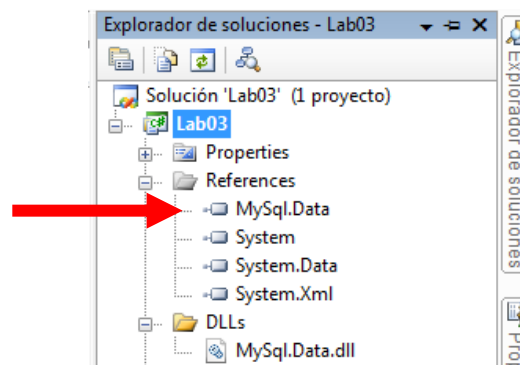 Explorador de soluciones - Lab03
Solución 'Lab03' (1 proyecto)
Lab03
Properties
References
MySql.Data
System
System.Data
System.Xml
DLLs
MySql.Data.dll
Explorador de soluciones
Prop